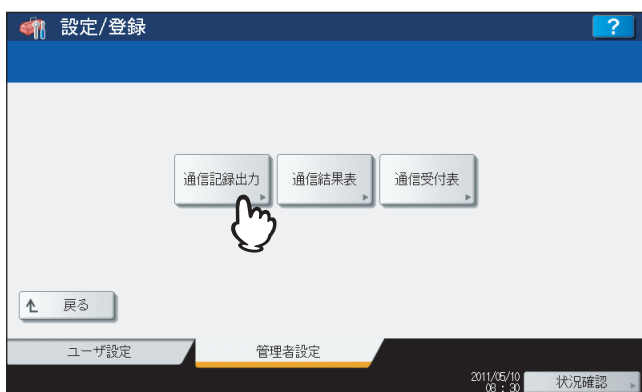 設定/登録
?
通信記録出力
通信結果表
通信受付表
戻る
ユーザ設定
管理者設定
2011/05/10
08 : 30
状況確認